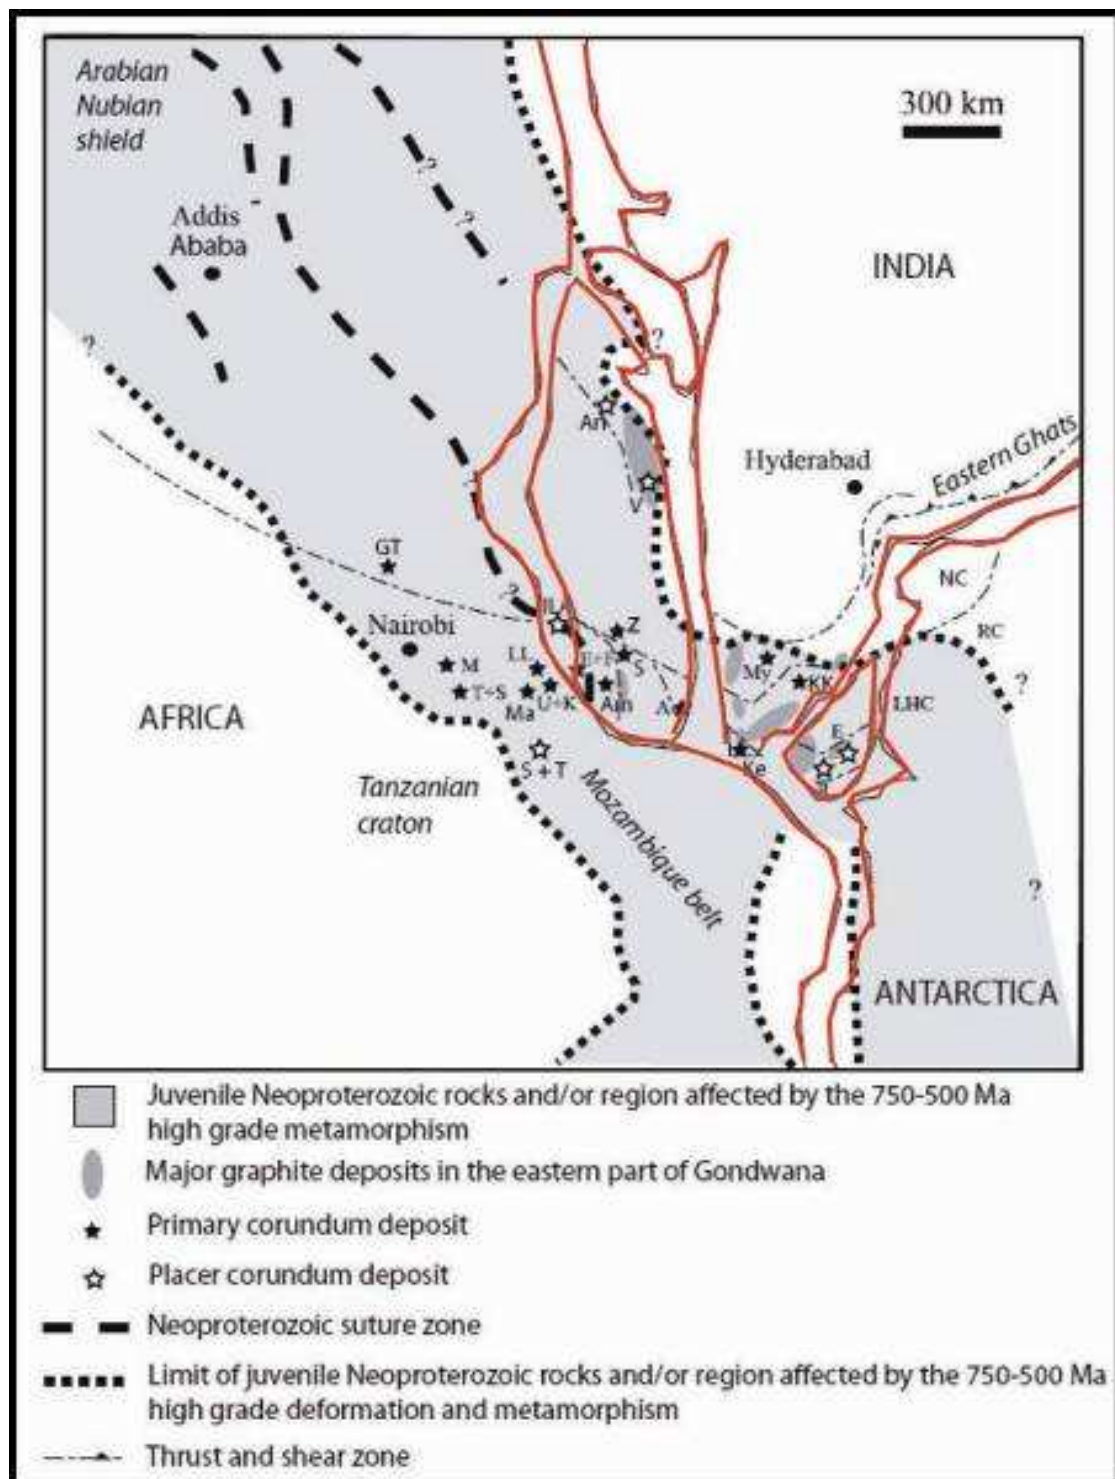 Arabian
Nubian
shield
300 km
?
?
Addis
Ababa
INDIA
?
?
An
Hyderabad
Eastern Ghats
V
?
GT
NC
?
Nairobi
Z
RC
M
LL
S
My
KK
?
T+S
Ma
U+K
Am
LHC
AFRICA
E
Ke
S + T
Tanzanian
craton
Mozambique belt
?
ANTARCTICA
Juvenile Neoproterozoic rocks and/or region affected by the 750-500 Ma
high grade metamorphism
Major graphite deposits in the eastern part of Gondwana
Primary corundum deposit
Placer corundum deposit
Neoproterozoic suture zone
Limit of juvenile Neoproterozoic rocks and/or region affected by the 750-500 Ma
high grade deformation and metamorphism
Thrust and shear zone